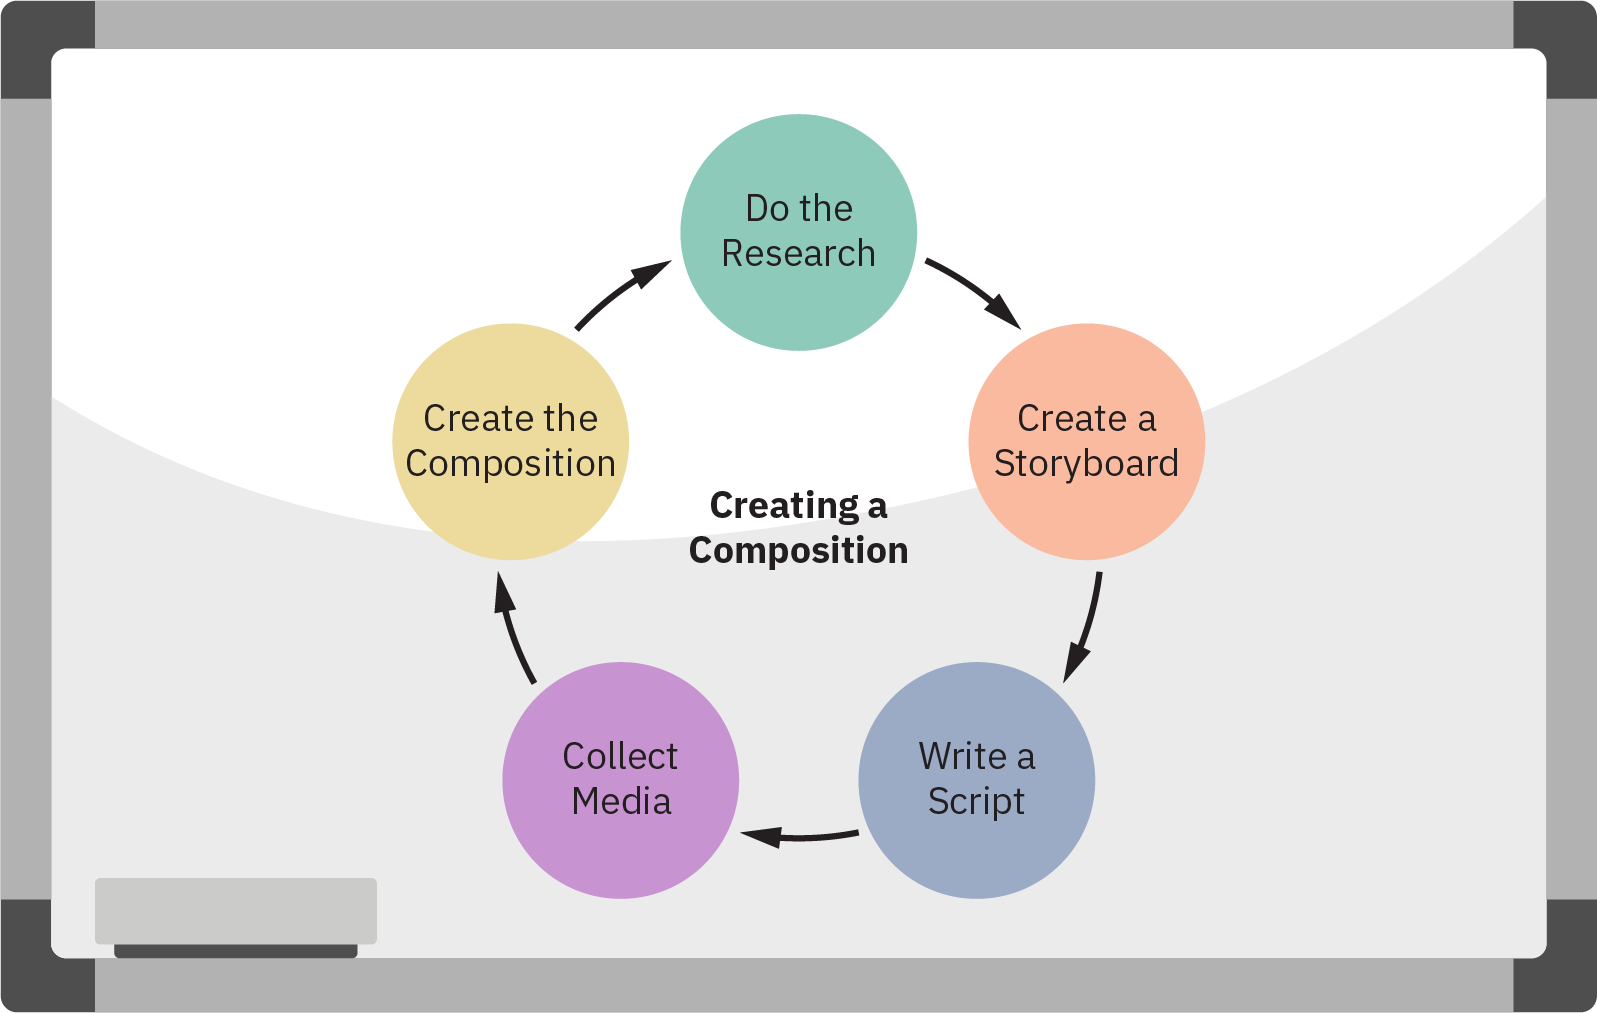 Do the
Research
Create a
Storyboard
Write a
Script
Collect
Media
Create the
Composition
Creating a
Composition